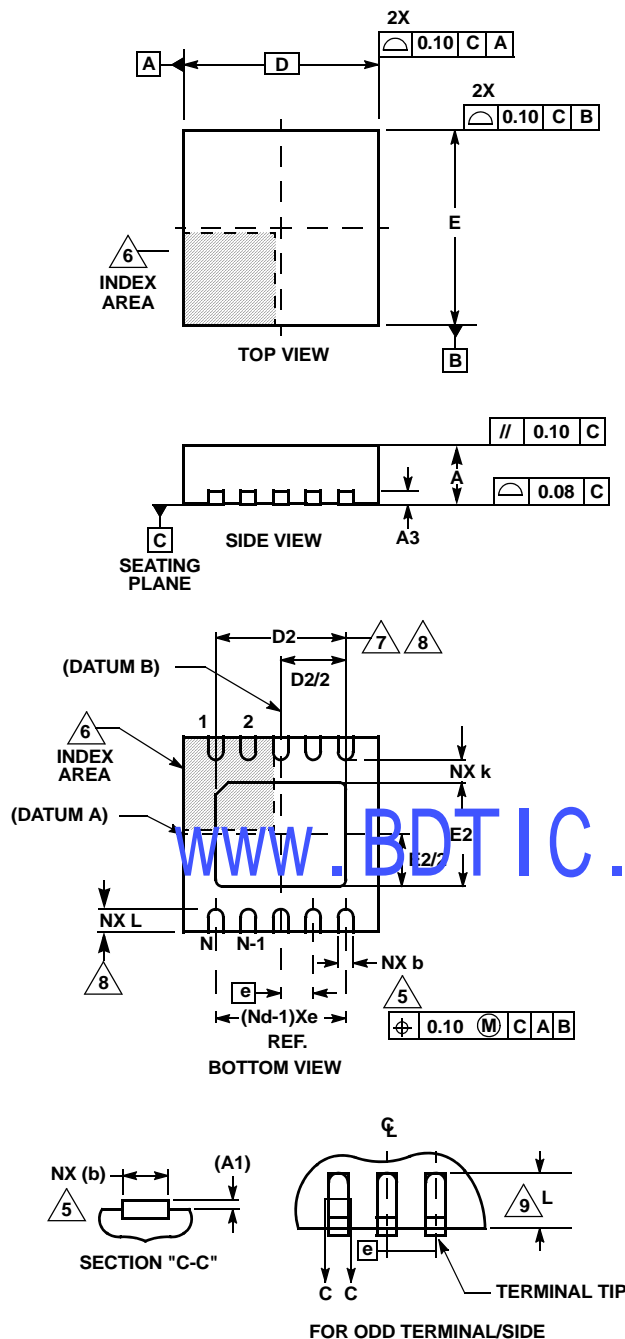 2X
⌓ 0.10 C A
A
D
2X
⌓ 0.10 C B
E
6
INDEX
AREA
TOP VIEW
B
// 0.10 C
A
⌓ 0.08 C
A3
C
SEATING
PLANE
SIDE VIEW
D2
7
8
(DATUM B)
D2/2
6
INDEX
AREA
1
2
NX k
(DATUM A)
E2
E2/2
www.BDTIC.
NX L
8
N
N-1
NX b
e
5
(Nd-1)Xe
REF.
⌖ 0.10 Ⓜ C A B
BOTTOM VIEW
NX (b)
(A1)
5
SECTION "C-C"
℄
9
L
e
C
C
TERMINAL TIP
FOR ODD TERMINAL/SIDE